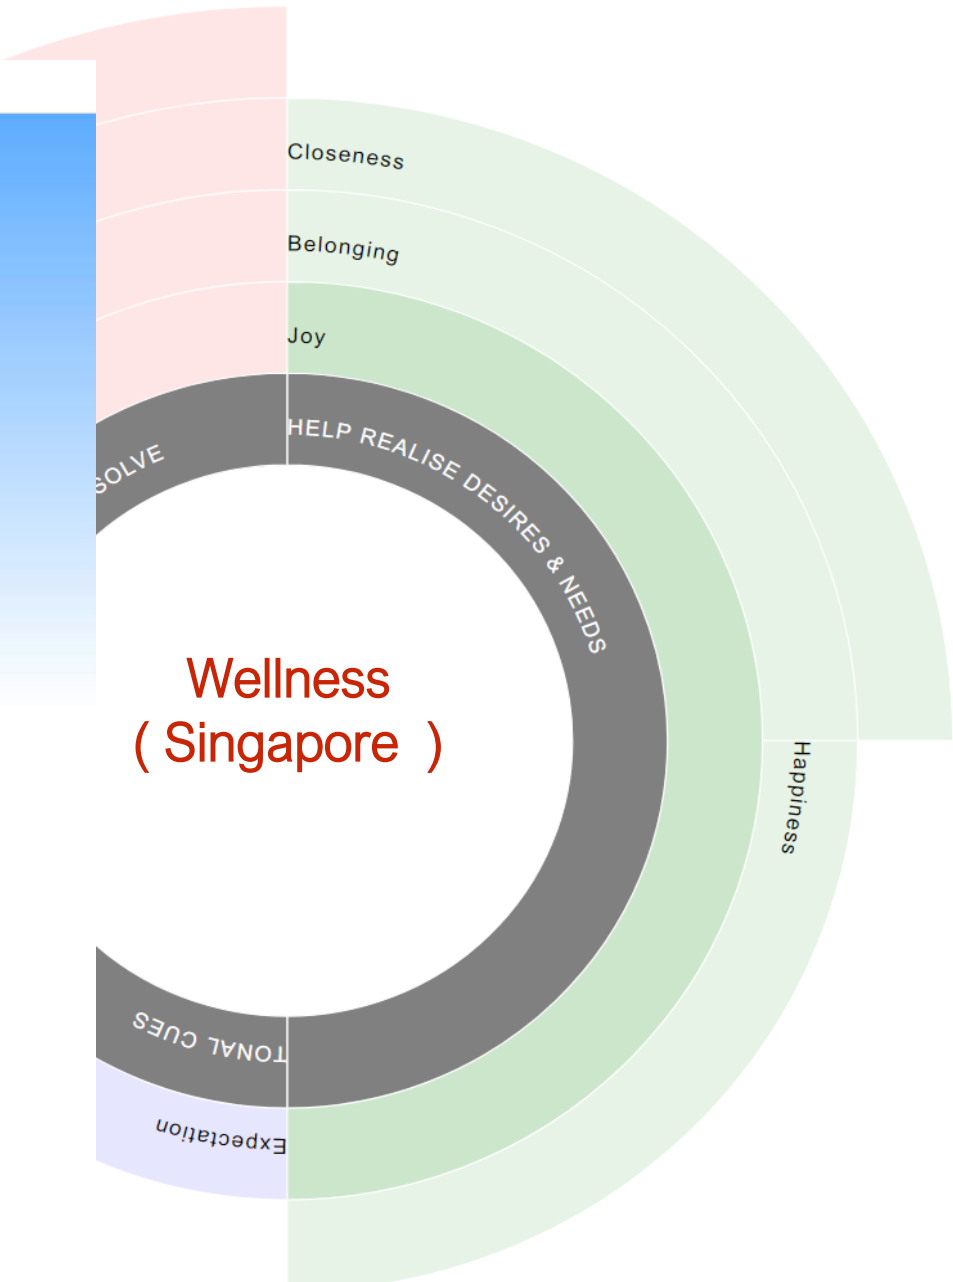 Closeness
Belonging
Joy
HELP REALISE DESIRES & NEEDS
SOLVE
Wellness
( Singapore )
Happiness
TONAL CUES
Expectation